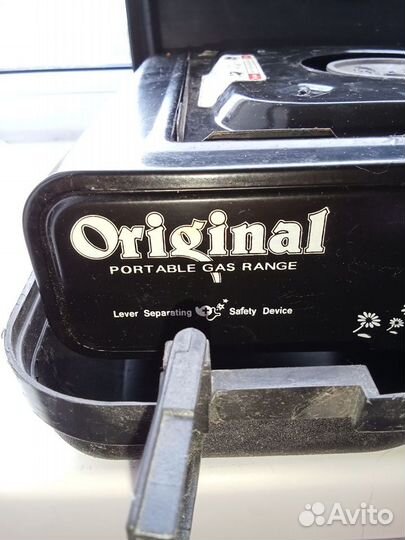 Original
PORTABLE GAS RANGE
Lever Separating Safety Device
Avito